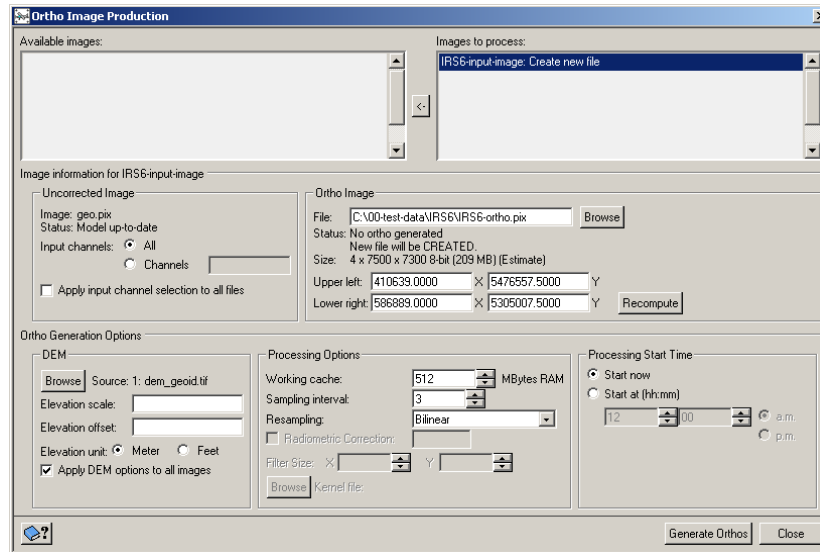 Ortho Image Production
Available images:
Images to process:
IRS6-input-image: Create new file
<-
Image information for IRS6-input-image
Uncorrected Image
Image: geo.pix
Status: Model up-to-date
Input channels: All
Channels
Apply input channel selection to all files
Ortho Image
File: C:\00-test-data\IRS6\IRS6-ortho.pix Browse
Status: No ortho generated
New file will be CREATED.
Size: 4 x 7500 x 7300 8-bit (209 MB) (Estimate)
Upper left: 410639.0000 X 5476557.5000 Y
Lower right: 586889.0000 X 5305007.5000 Y Recompute
Ortho Generation Options
DEM
Browse Source: 1: dem_geoid.tif
Elevation scale:
Elevation offset:
Elevation unit: Meter Feet
Apply DEM options to all images
Processing Options
Working cache: 512 MBytes RAM
Sampling interval: 3
Resampling: Bilinear
Radiometric Correction:
Filter Size: X Y
Browse Kernel file:
Processing Start Time
Start now
Start at (hh:mm)
12 :00 a.m.
p.m.
?
Generate Orthos Close